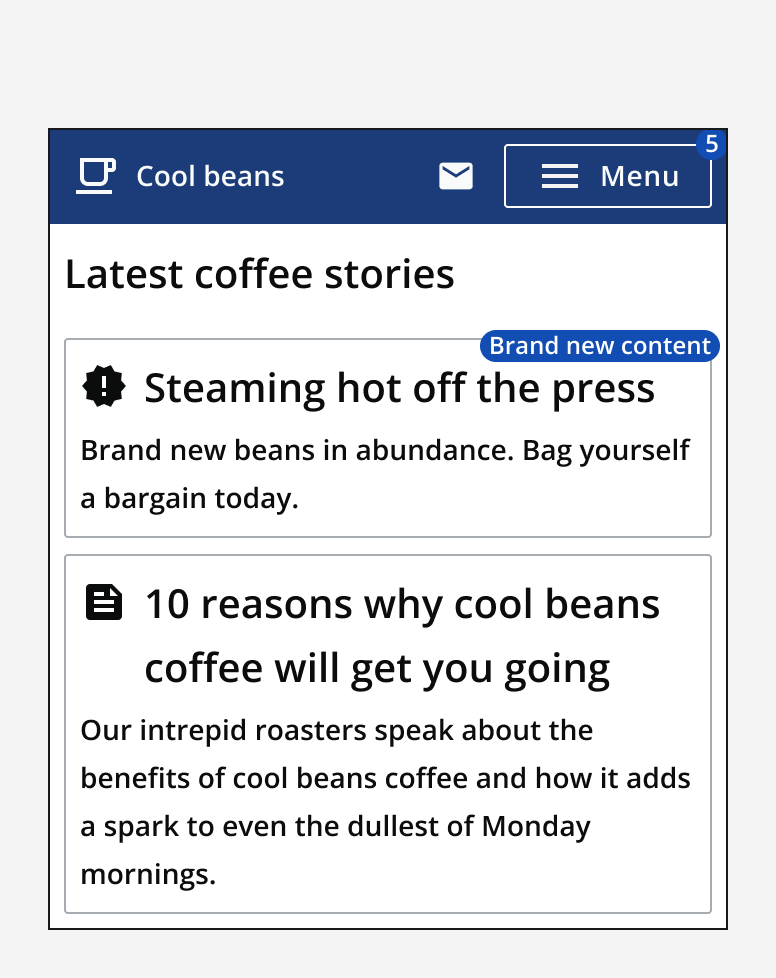 Cool beans
Menu
5
Latest coffee stories
Brand new content
Steaming hot off the press
Brand new beans in abundance. Bag yourself
a bargain today.
10 reasons why cool beans
coffee will get you going
Our intrepid roasters speak about the
benefits of cool beans coffee and how it adds
a spark to even the dullest of Monday
mornings.